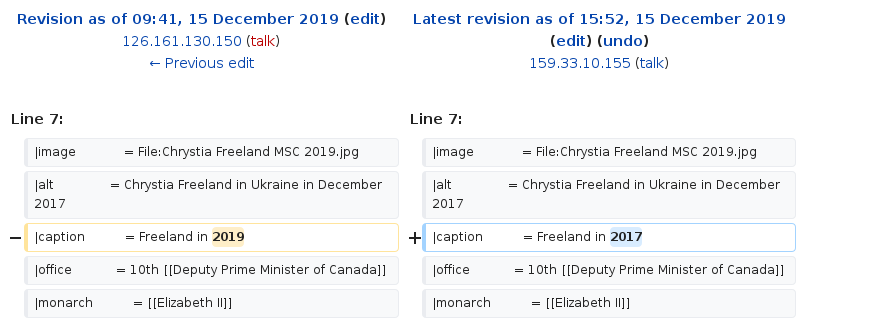 Revision as of 09:41, 15 December 2019 (edit)
126.161.130.150 (talk)
← Previous edit
Latest revision as of 15:52, 15 December 2019
(edit) (undo)
159.33.10.155 (talk)
Line 7:
Line 7:
|image = File:Chrystia Freeland MSC 2019.jpg
|image = File:Chrystia Freeland MSC 2019.jpg
|alt = Chrystia Freeland in Ukraine in December
2017
|alt = Chrystia Freeland in Ukraine in December
2017
− |caption = Freeland in 2019
+ |caption = Freeland in 2017
|office = 10th [[Deputy Prime Minister of Canada]]
|office = 10th [[Deputy Prime Minister of Canada]]
|monarch = [[Elizabeth II]]
|monarch = [[Elizabeth II]]